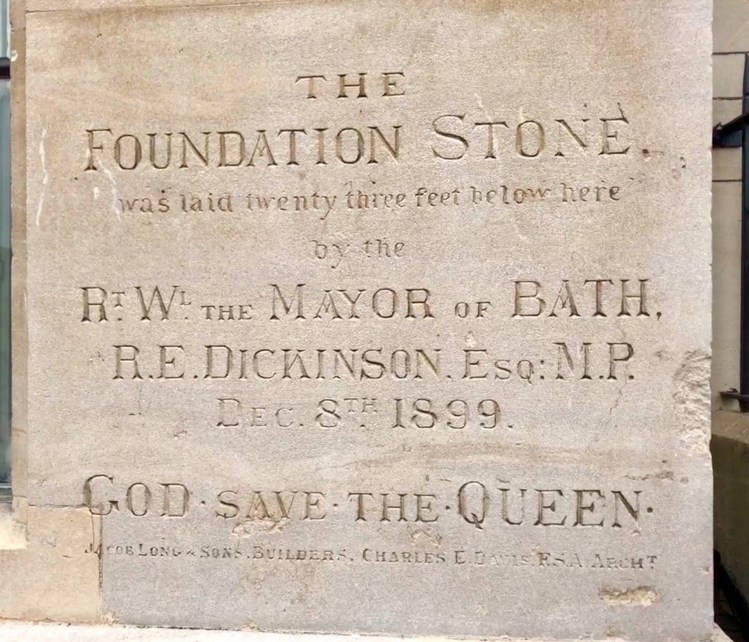 THE
FOUNDATION STONE.
was laid twenty three feet below here
by the
RT. WL. THE MAYOR OF BATH,
R.E. DICKINSON. ESQ: M.P.
DEC. 8TH. 1899.
GOD · SAVE · THE · QUEEN ·
JACOB LONG & SONS. BUILDERS. CHARLES E. DAVIS. F.S.A. ARCHT